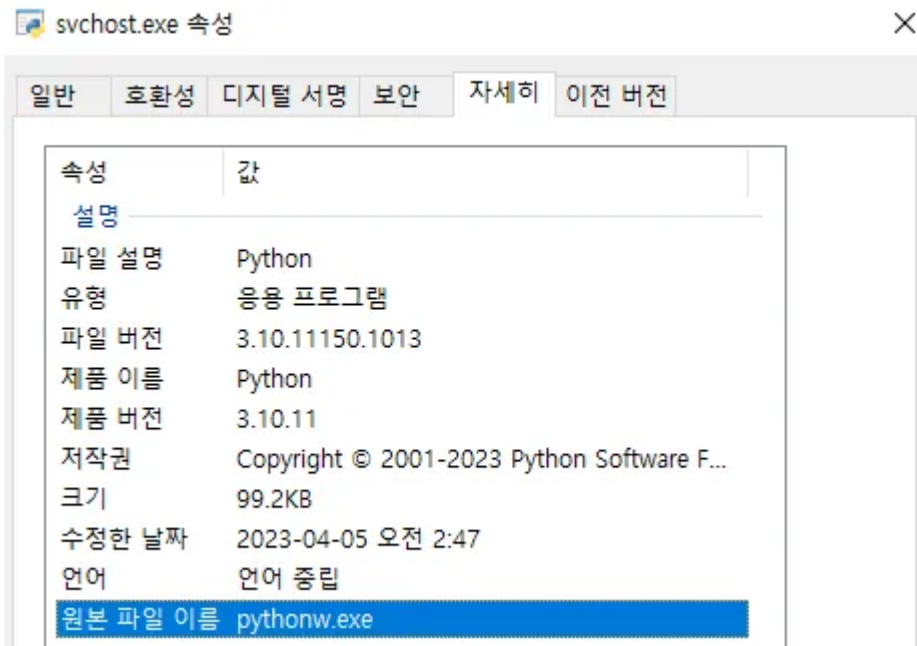 svchost.exe 속성
일반 호환성 디지털 서명 보안 자세히 이전 버전
속성 값
설명
파일 설명 Python
유형 응용 프로그램
파일 버전 3.10.11150.1013
제품 이름 Python
제품 버전 3.10.11
저작권 Copyright © 2001-2023 Python Software F...
크기 99.2KB
수정한 날짜 2023-04-05 오전 2:47
언어 언어 중립
원본 파일 이름 pythonw.exe